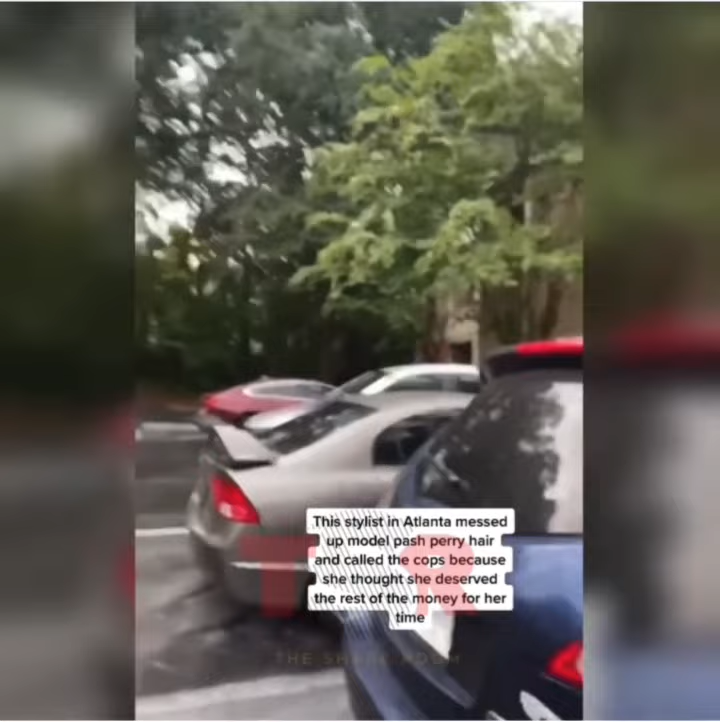 This stylist in Atlanta messed
up model pash perry hair
and called the cops because
she thought she deserved
the rest of the money for her
time